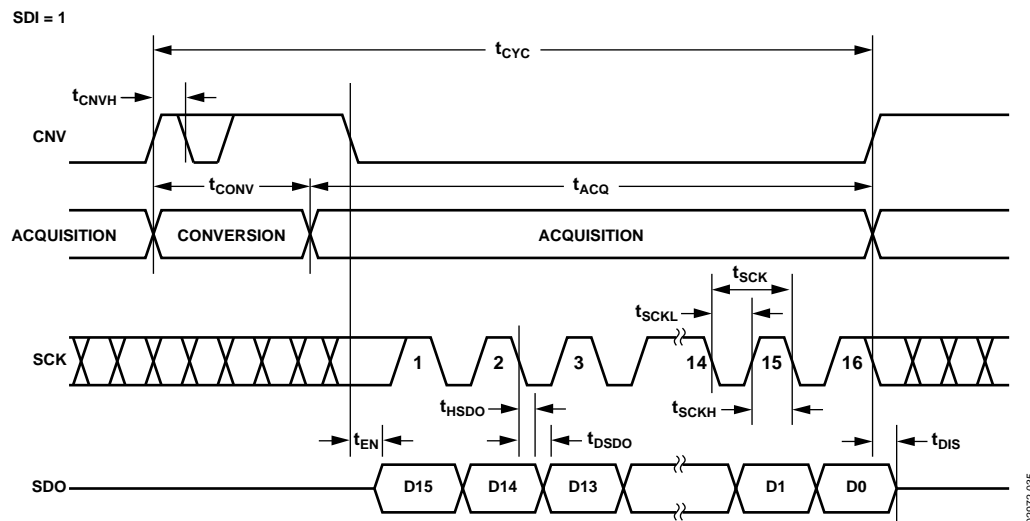 SDI = 1
tCYC
tCNVH
CNV
tCONV
tACQ
ACQUISITION
CONVERSION
ACQUISITION
tSCK
tSCKL
SCK
1
2
3
14
15
16
tHSDO
tSCKH
tEN
tDSDO
tDIS
SDO
D15
D14
D13
D1
D0